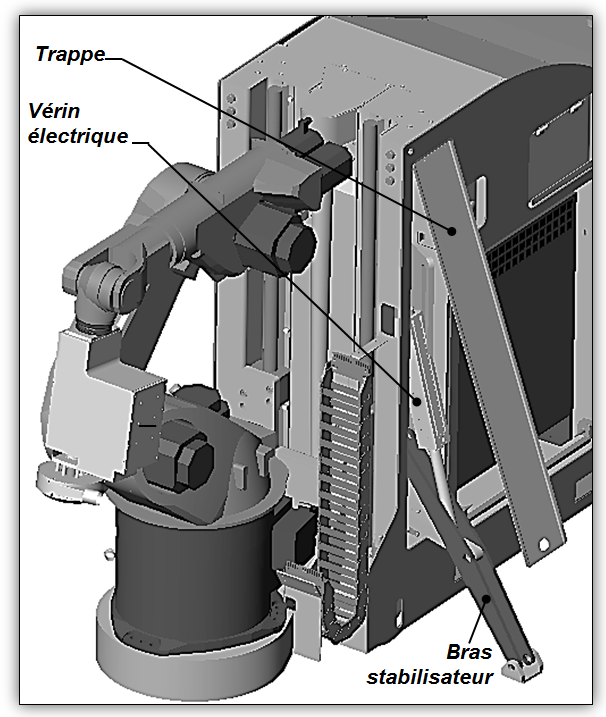 Trappe
Vérin
électrique
Bras
stabilisateur